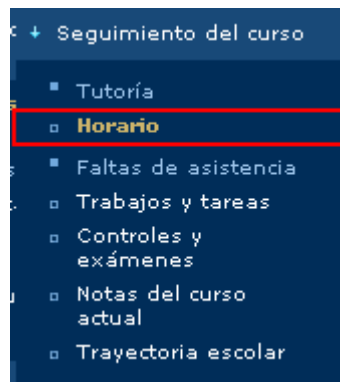 Seguimiento del curso
Tutoría
Horario
Faltas de asistencia
Trabajos y tareas
Controles y
exámenes
Notas del curso
actual
Trayectoria escolar